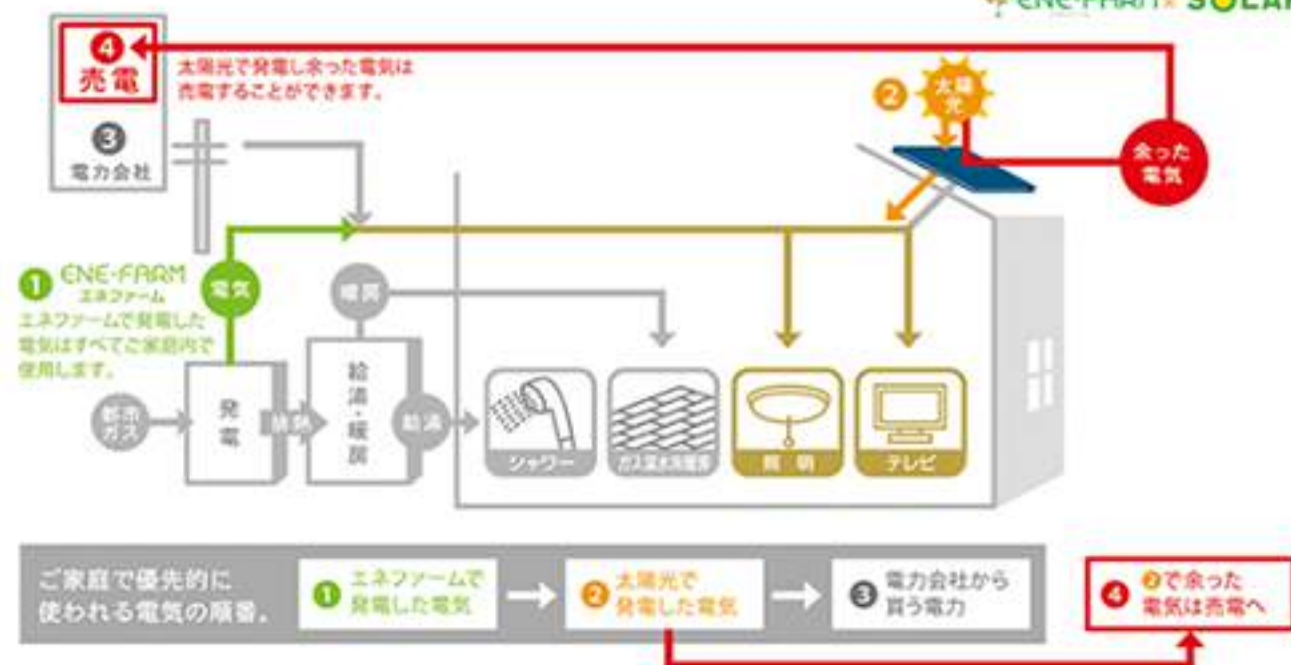 ENE-FARM
SOLAR
4
売電
太陽光で発電し余った電気は
売電することができます。
3
電力会社
2
太陽
光
余った
電気
1 ENE-FARM
エネファーム
エネファームで発電した
電気はすべてご家庭内で
使用します。
電気
暖房
都市
ガス
発電
排熱
給湯・暖房
給湯
シャワー
ガス温水床暖房
照明
テレビ
ご家庭で優先的に
使われる電気の順番。
1 エネファームで
発電した電気
2 太陽光で
発電した電気
3 電力会社から
買う電力
4 2で余った
電気は売電へ